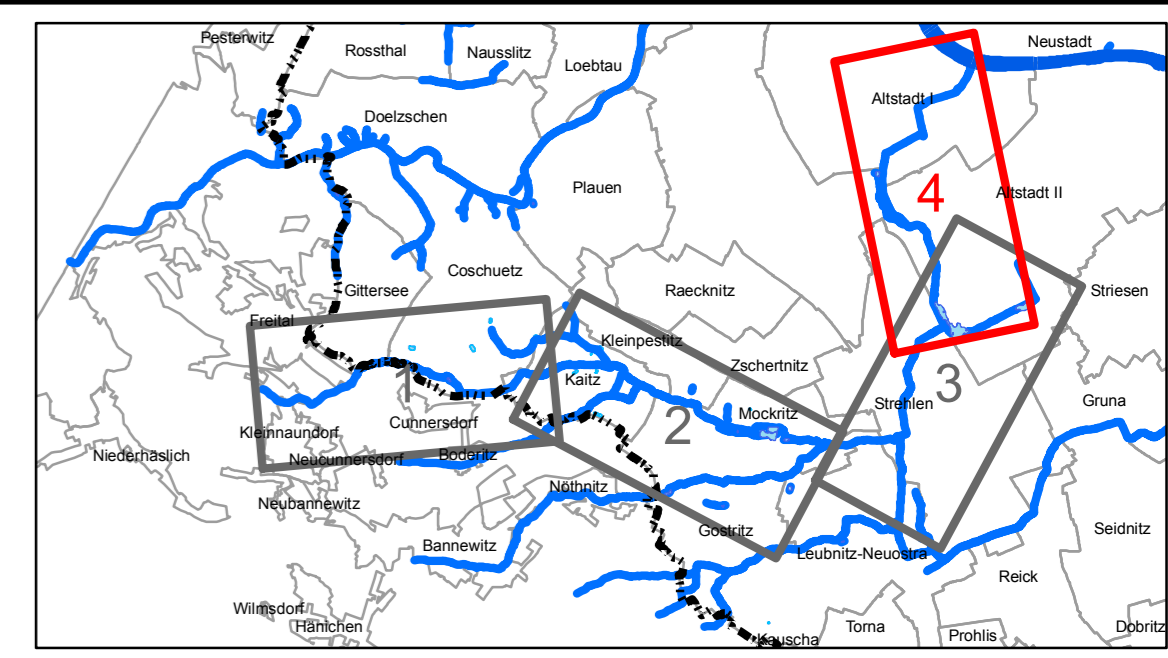 Pesterwitz
Rossthal
Nausslitz
Loebtau
Neustadt
Altstadt I
Doelzschen
Plauen
4
Altstadt II
Coschuetz
Gittersee
Raecknitz
Striesen
Freital
Kleinpestitz
Zschertnitz
Kaitz
1
3
Strehlen
Gruna
Mockritz
Cunnersdorf
2
Kleinnaundorf
Niederhäslich
Neucunnersdorf
Boderitz
Nöthnitz
Neubannewitz
Gostritz
Seidnitz
Bannewitz
Leubnitz-Neuostra
Reick
Wilmsdorf
Hänichen
Torna
Prohlis
Dobritz
Kauscha